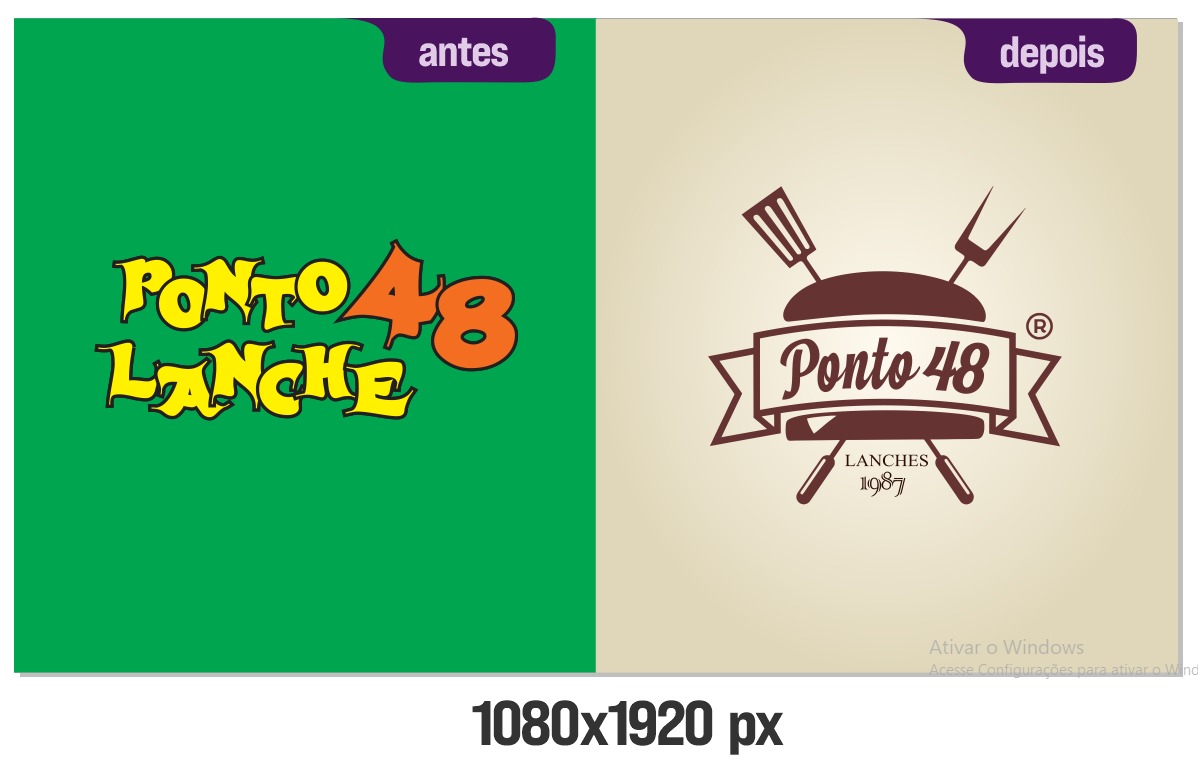 antes
depois
PONTO 48
LANCHE
Ponto 48
®
LANCHES
1987
Ativar o Windows
Acesse Configurações para ativar o Wind
1080x1920 px